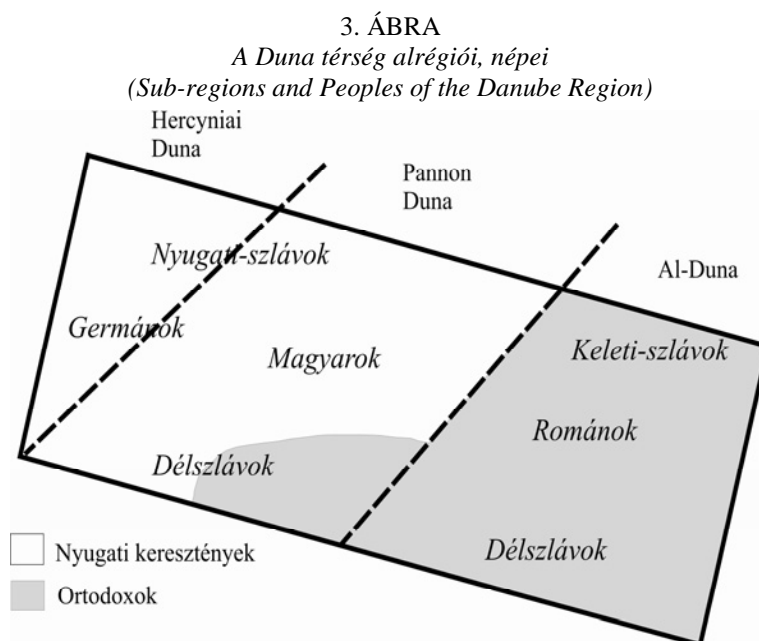 3. ÁBRA
A Duna térség alrégiói, népei
(Sub-regions and Peoples of the Danube Region)
Hercyniai
Duna
Pannon
Duna
Al-Duna
Nyugati-szlávok
Germánok
Magyarok
Keleti-szlávok
Románok
Délszlávok
Délszlávok
Nyugati keresztények
Ortodoxok